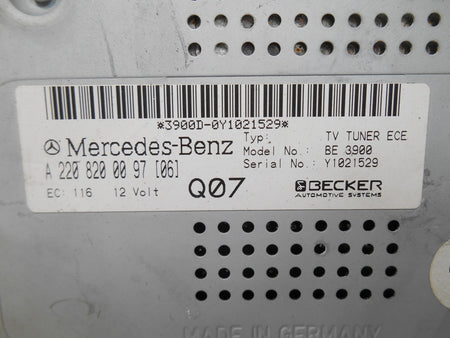 *3900D-0Y1021529*
Mercedes-Benz
Typ: TV TUNER ECE
Model No.: BE 3900
Serial No.: Y1021529
A 220 820 00 97 [06]
EC: 116 12 Volt
Q07
BECKER
AUTOMOTIVE SYSTEMS
MADE IN GERMANY